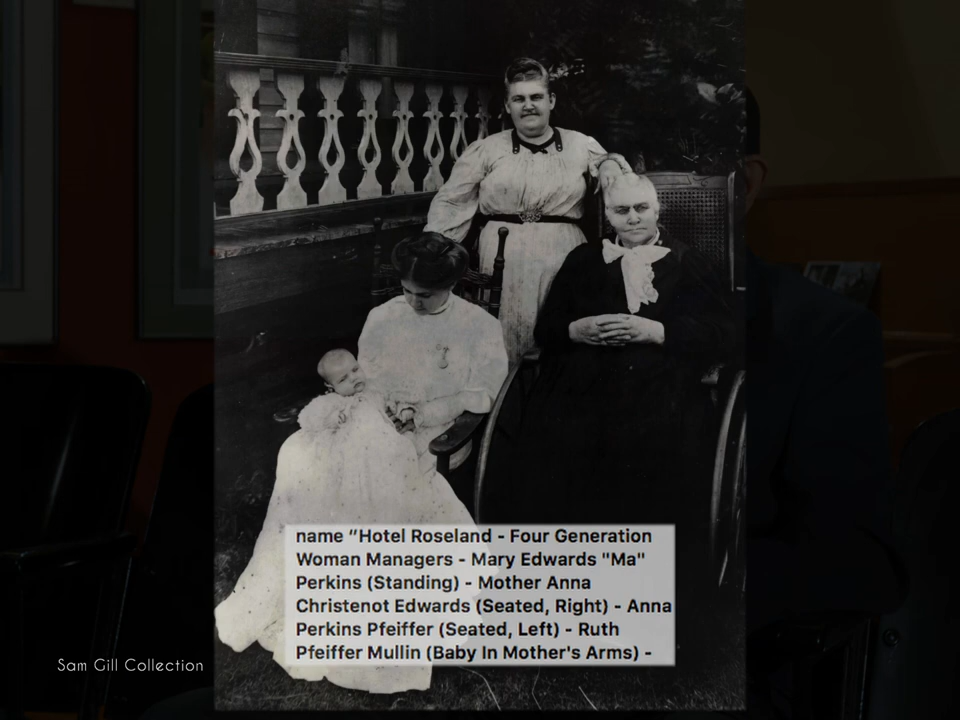 name “Hotel Roseland - Four Generation
Woman Managers - Mary Edwards "Ma"
Perkins (Standing) - Mother Anna
Christenot Edwards (Seated, Right) - Anna
Perkins Pfeiffer (Seated, Left) - Ruth
Pfeiffer Mullin (Baby In Mother's Arms) -
Sam Gill Collection